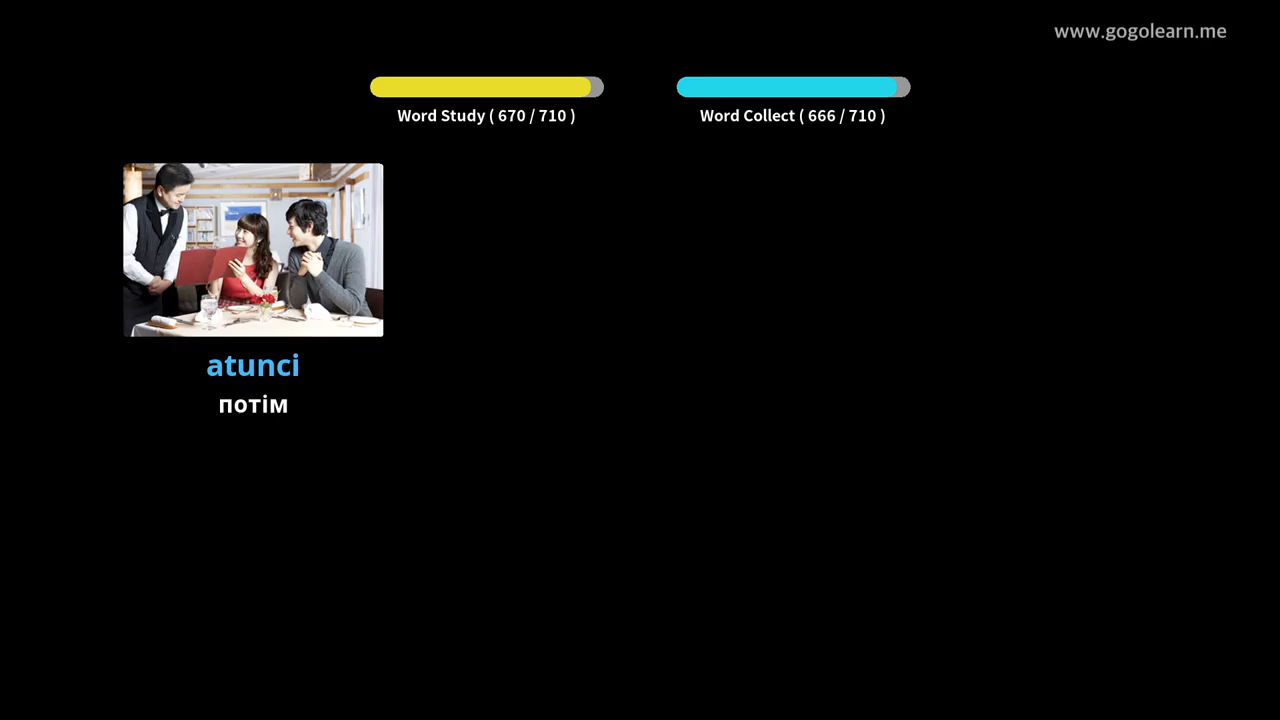 www.gogolearn.me
Word Study ( 670 / 710 )
Word Collect ( 666 / 710 )
atunci
потім